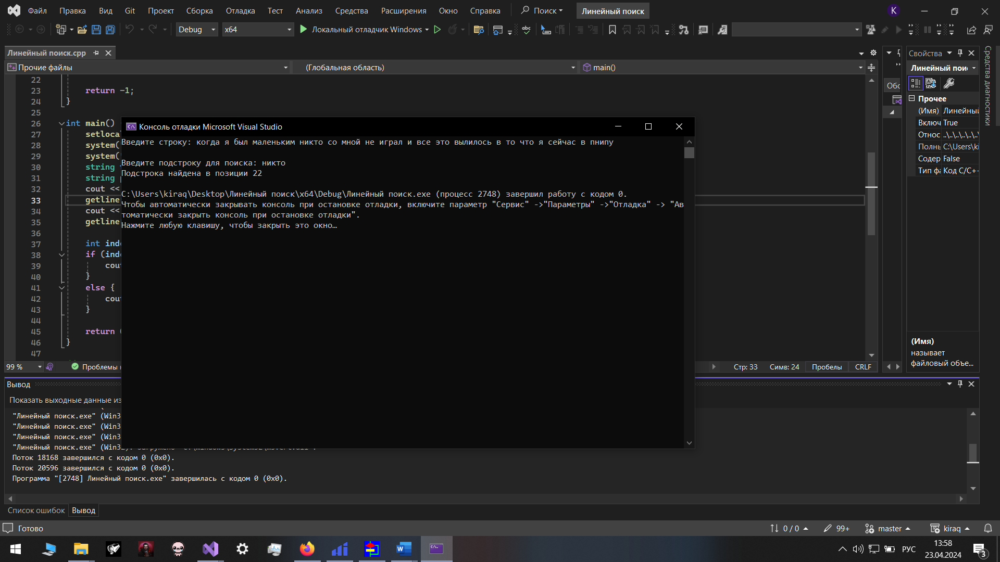 Файл Правка Вид Git Проект Сборка Отладка Тест Анализ Средства Расширения Окно Справка Поиск Линейный поиск K
Debug x64 Локальный отладчик Windows
Линейный поиск.cpp
Прочие файлы (Глобальная область) main()
22
23 return -1;
24 }
25
26 int main()
27 setlocal
28 system(
29 system(
30 string
31 string
32 cout <<
33 getline
34 cout <<
35 getline
36
37 int inde
38 if (inde
39 cout
40 }
41 else {
42 cout
43 }
44
45 return
46 }
47
Консоль отладки Microsoft Visual Studio
Введите строку: когда я был маленьким никто со мной не играл и все это вылилось в то что я сейчас в пнипу
Введите подстроку для поиска: никто
Подстрока найдена в позиции 22
C:\Users\kiraq\Desktop\Линейный поиск\x64\Debug\Линейный поиск.exe (процесс 2748) завершил работу с кодом 0.
Чтобы автоматически закрывать консоль при остановке отладки, включите параметр "Сервис" ->"Параметры" ->"Отладка" -> "Ав
томатически закрыть консоль при остановке отладки".
Нажмите любую клавишу, чтобы закрыть это окно…
99 % Проблемы Стр: 33 Симв: 24 Пробелы CRLF
Обо
Свойства
Линейный пои
Прочее
(Имя) Линейный
Включ True
Относ ..\..\..\..\..\
Полнь C:\Users\ki
Содер False
Тип фа Код C/C+
(Имя)
называет
файловый объе...
Средства диагностики
Вывод
Показать выходные данные из
"Линейный поиск.exe" (Win3
"Линейный поиск.exe" (Win3
"Линейный поиск.exe" (Win3
"Линейный поиск.exe" (Win3
Поток 18168 завершился с кодом 0 (0x0).
Поток 20596 завершился с кодом 0 (0x0).
Программа "[2748] Линейный поиск.exe" завершилась с кодом 0 (0x0).
Список ошибок Вывод
Готово 0 / 0 99+ master kiraq
РУС 13:58
23.04.2024
3